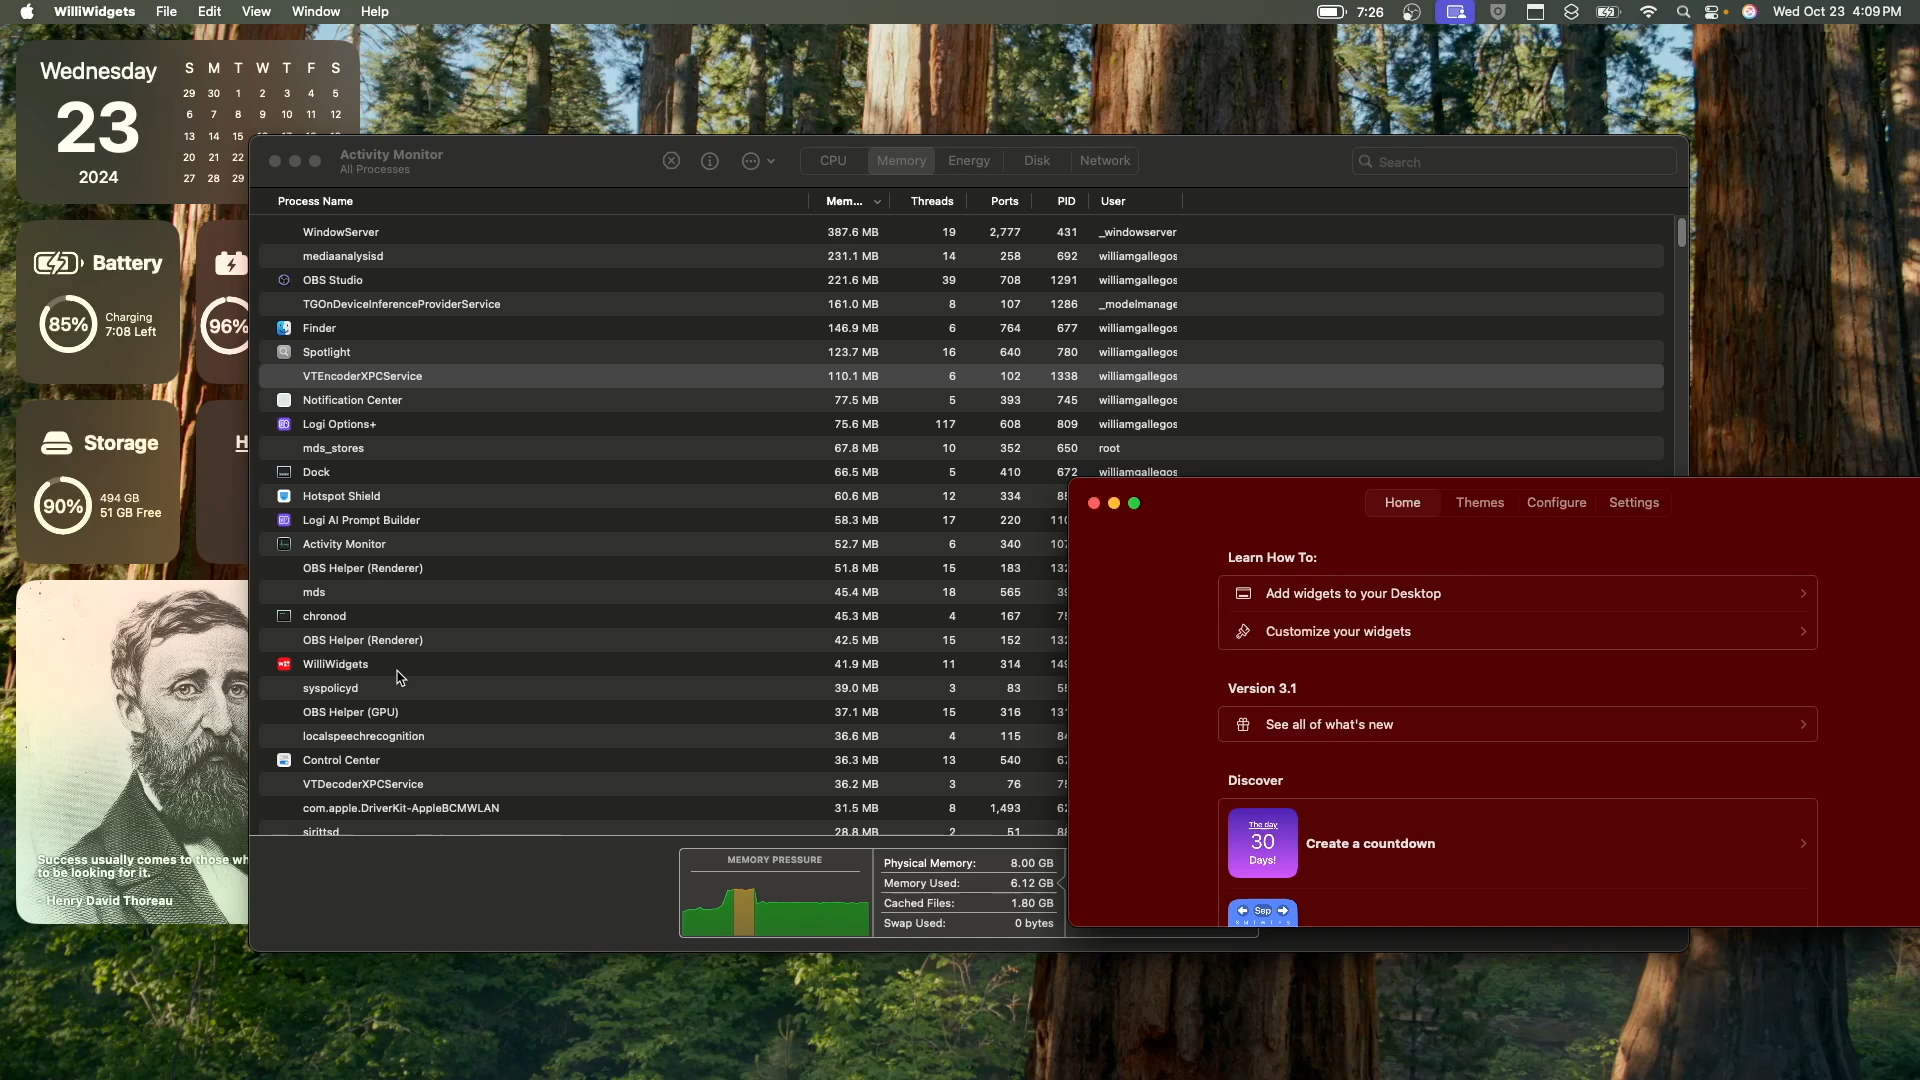 WilliWidgets File Edit View Window Help 7:26 Wed Oct 23 4:09 PM
Wednesday
23
2024
S M T W T F S
29 30 1 2 3 4 5
6 7 8 9 10 11 12
13 14 15
20 21 22
27 28 29
Battery
85%
Charging
7:08 Left
96%
Storage
90%
494 GB
51 GB Free
H
Success usually comes to those wh
to be looking for it.
- Henry David Thoreau
Activity Monitor
All Processes
CPU Memory Energy Disk Network
Search
Process Name Mem... Threads Ports PID User
WindowServer 387.6 MB 19 2,777 431 _windowserver
mediaanalysisd 231.1 MB 14 258 692 williamgallegos
OBS Studio 221.6 MB 39 708 1291 williamgallegos
TGOnDeviceInferenceProviderService 161.0 MB 8 107 1286 _modelmanage
Finder 146.9 MB 6 764 677 williamgallegos
Spotlight 123.7 MB 16 640 780 williamgallegos
VTEncoderXPCService 110.1 MB 6 102 1338 williamgallegos
Notification Center 77.5 MB 5 393 745 williamgallegos
Logi Options+ 75.6 MB 117 608 809 williamgallegos
mds_stores 67.8 MB 10 352 650 root
Dock 66.5 MB 5 410 672 williamgallegos
Hotspot Shield 60.6 MB 12 334
Logi AI Prompt Builder 58.3 MB 17 220
Activity Monitor 52.7 MB 6 340
OBS Helper (Renderer) 51.8 MB 15 183
mds 45.4 MB 18 565
chronod 45.3 MB 4 167
OBS Helper (Renderer) 42.5 MB 15 152
WilliWidgets 41.9 MB 11 314
syspolicyd 39.0 MB 3 83
OBS Helper (GPU) 37.1 MB 15 316
localspeechrecognition 36.6 MB 4 115
Control Center 36.3 MB 13 540
VTDecoderXPCService 36.2 MB 3 76
com.apple.DriverKit-AppleBCMWLAN 31.5 MB 8 1,493
sirittsd 28.8 MB 2 51
MEMORY PRESSURE
Physical Memory: 8.00 GB
Memory Used: 6.12 GB
Cached Files: 1.80 GB
Swap Used: 0 bytes
Home Themes Configure Settings
Learn How To:
Add widgets to your Desktop
Customize your widgets
Version 3.1
See all of what's new
Discover
The day
30
Days!
Create a countdown
Sep